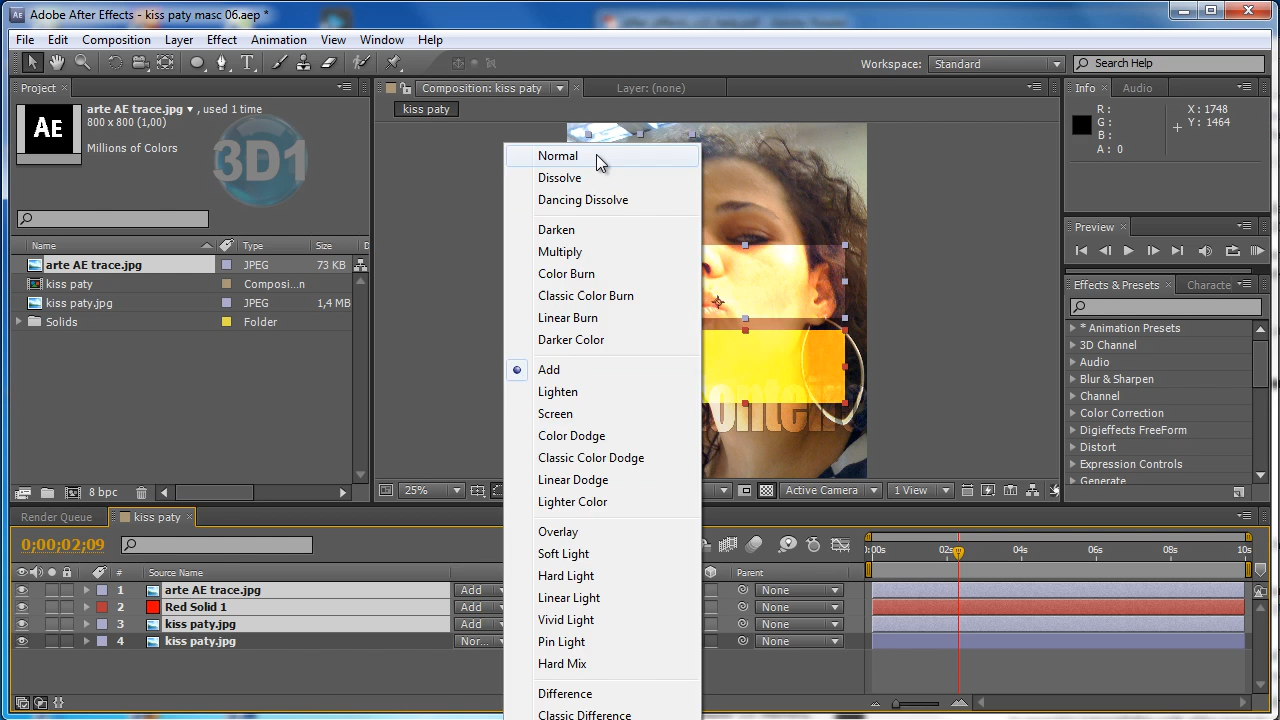 Adobe After Effects - kiss paty masc 06.aep *
File Edit Composition Layer Effect Animation View Window Help
Workspace: Standard Search Help
Project
arte AE trace.jpg , used 1 time
800 x 800 (1,00)
Millions of Colors
AE
3D1
Name Type Size
arte AE trace.jpg JPEG 73 KB
kiss paty Composi...n
kiss paty.jpg JPEG 1,4 MB
Solids Folder
8 bpc
Composition: kiss paty Layer: (none)
kiss paty
Normal
Dissolve
Dancing Dissolve
Darken
Multiply
Color Burn
Classic Color Burn
Linear Burn
Darker Color
Add
Lighten
Screen
Color Dodge
Classic Color Dodge
Linear Dodge
Lighter Color
Overlay
Soft Light
Hard Light
Linear Light
Vivid Light
Pin Light
Hard Mix
Difference
Classic Difference
25% Active Camera 1 View
Info Audio
R:
G:
B:
A: 0
X: 1748
Y: 1464
Preview
Effects & Presets Characte
* Animation Presets
3D Channel
Audio
Blur & Sharpen
Channel
Color Correction
Digieffects FreeForm
Distort
Expression Controls
Generate
Render Queue kiss paty
0;00;02;09
# Source Name Parent
1 arte AE trace.jpg Add None
2 Red Solid 1 Add None
3 kiss paty.jpg Add None
4 kiss paty.jpg Nor... None
:00s 02s 04s 06s 08s 10s